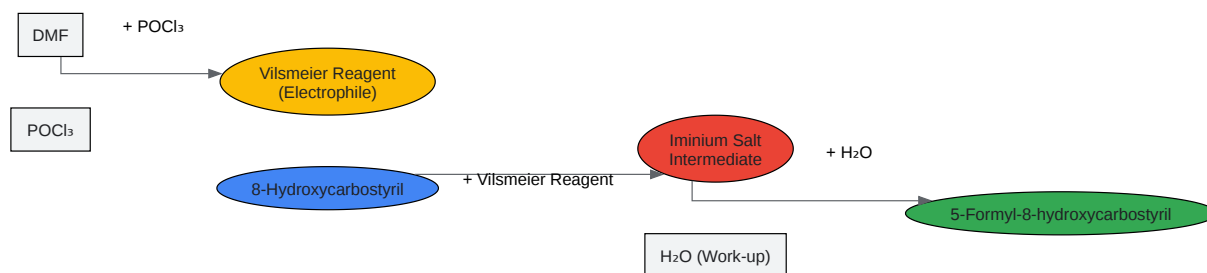 DMF
+ POCl₃
Vilsmeier Reagent
(Electrophile)
POCl₃
Iminium Salt
Intermediate
+ H₂O
8-Hydroxycarbostyril
+ Vilsmeier Reagent
5-Formyl-8-hydroxycarbostyril
H₂O (Work-up)